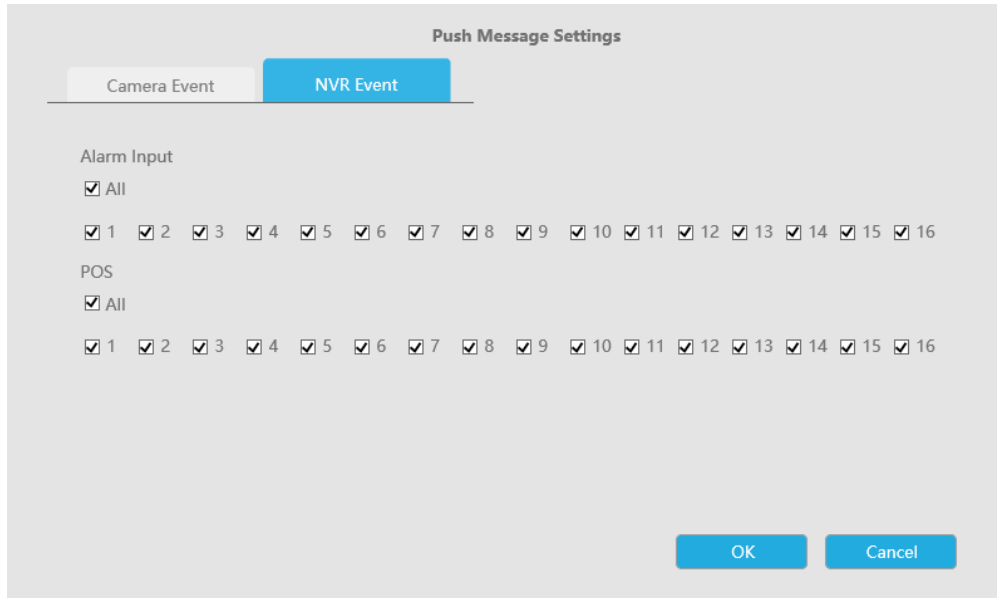 Push Message Settings
Camera Event NVR Event
Alarm Input
All
1 2 3 4 5 6 7 8 9 10 11 12 13 14 15 16
POS
All
1 2 3 4 5 6 7 8 9 10 11 12 13 14 15 16
OK Cancel